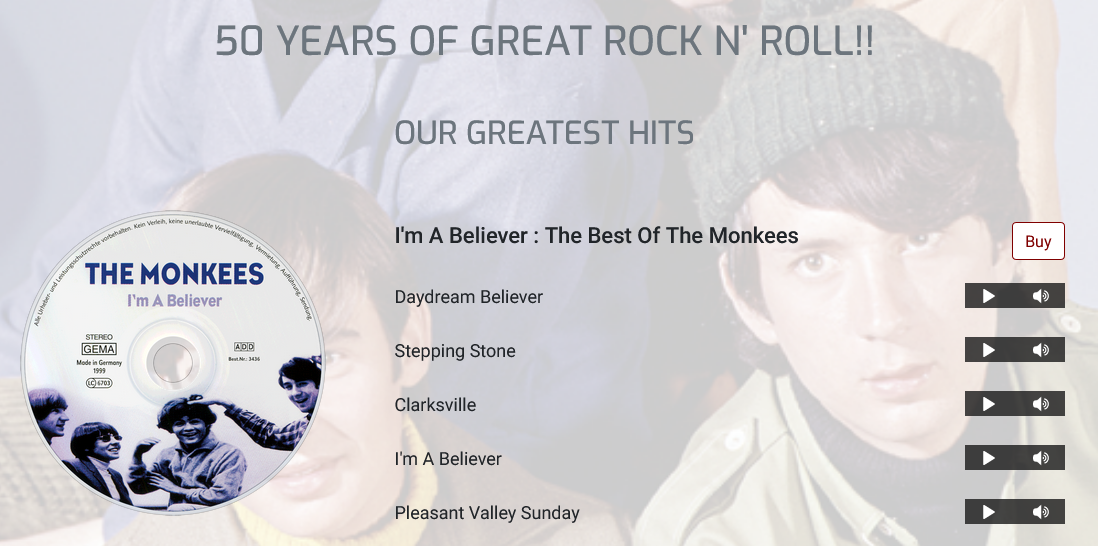 50 YEARS OF GREAT ROCK N' ROLL!!
OUR GREATEST HITS
I'm A Believer : The Best Of The Monkees
Buy
Daydream Believer
Stepping Stone
Clarksville
I'm A Believer
Pleasant Valley Sunday
Alle Urheber- und Leistungsschutzrechte vorbehalten. Kein Verleih, keine unerlaubte Vervielfältigung, Vermietung, Aufführung, Sendung.
THE MONKEES
I'm A Believer
STEREO
GEMA
Made in Germany
1999
LC 6703
ADD
Best.Nr.: 3436